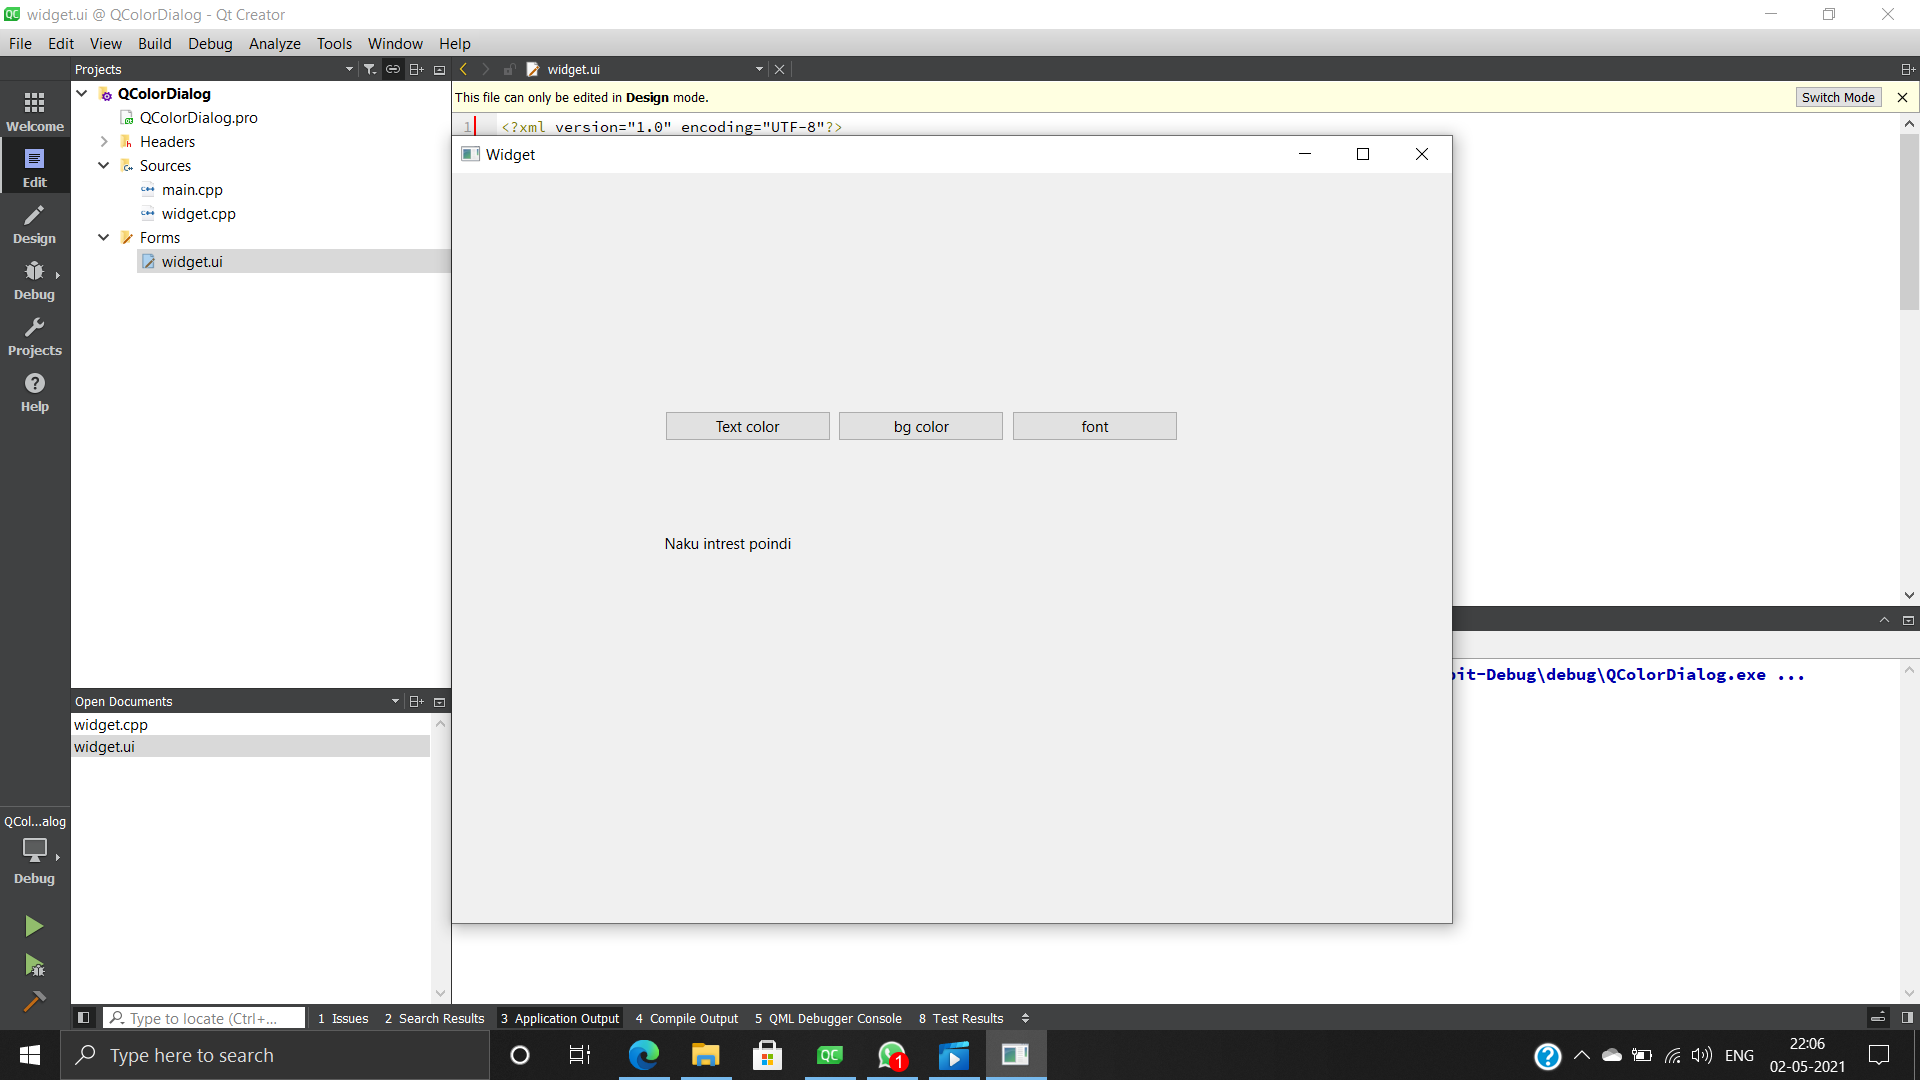 widget.ui @ QColorDialog - Qt Creator
File Edit View Build Debug Analyze Tools Window Help
Projects
widget.ui
QColorDialog
This file can only be edited in Design mode.
Switch Mode
Welcome
QColorDialog.pro
1 <?xml version="1.0" encoding="UTF-8"?>
Headers
Widget
Sources
Edit
main.cpp
widget.cpp
Design
Forms
widget.ui
Debug
Projects
Help
Text color bg color font
Naku intrest poindi
it-Debug\debug\QColorDialog.exe ...
Open Documents
widget.cpp
widget.ui
QCol...alog
Debug
Type to locate (Ctrl+...
1 Issues 2 Search Results 3 Application Output 4 Compile Output 5 QML Debugger Console 8 Test Results
Type here to search
QC
1
ENG
22:06
02-05-2021